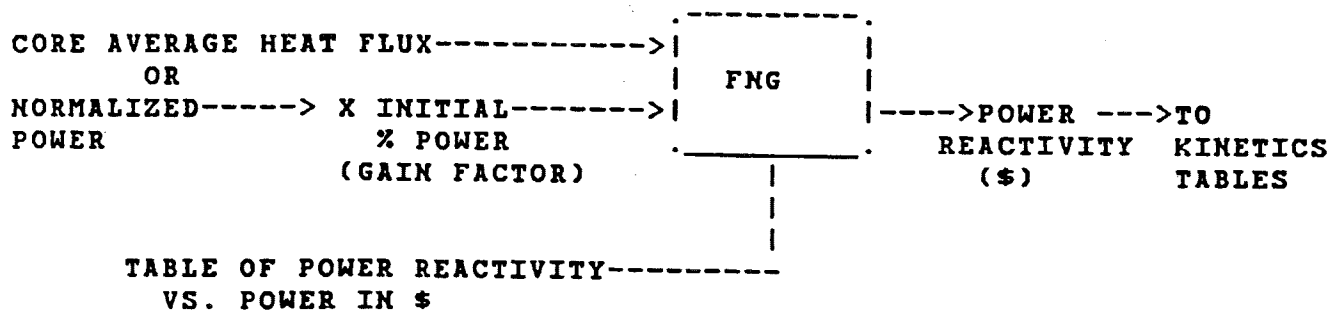 CORE AVERAGE HEAT FLUX------------>|
OR
FNG
NORMALIZED-----> X INITIAL------->| |---->POWER --->TO
POWER % POWER REACTIVITY KINETICS
(GAIN FACTOR) ($) TABLES
TABLE OF POWER REACTIVITY---------
VS. POWER IN $